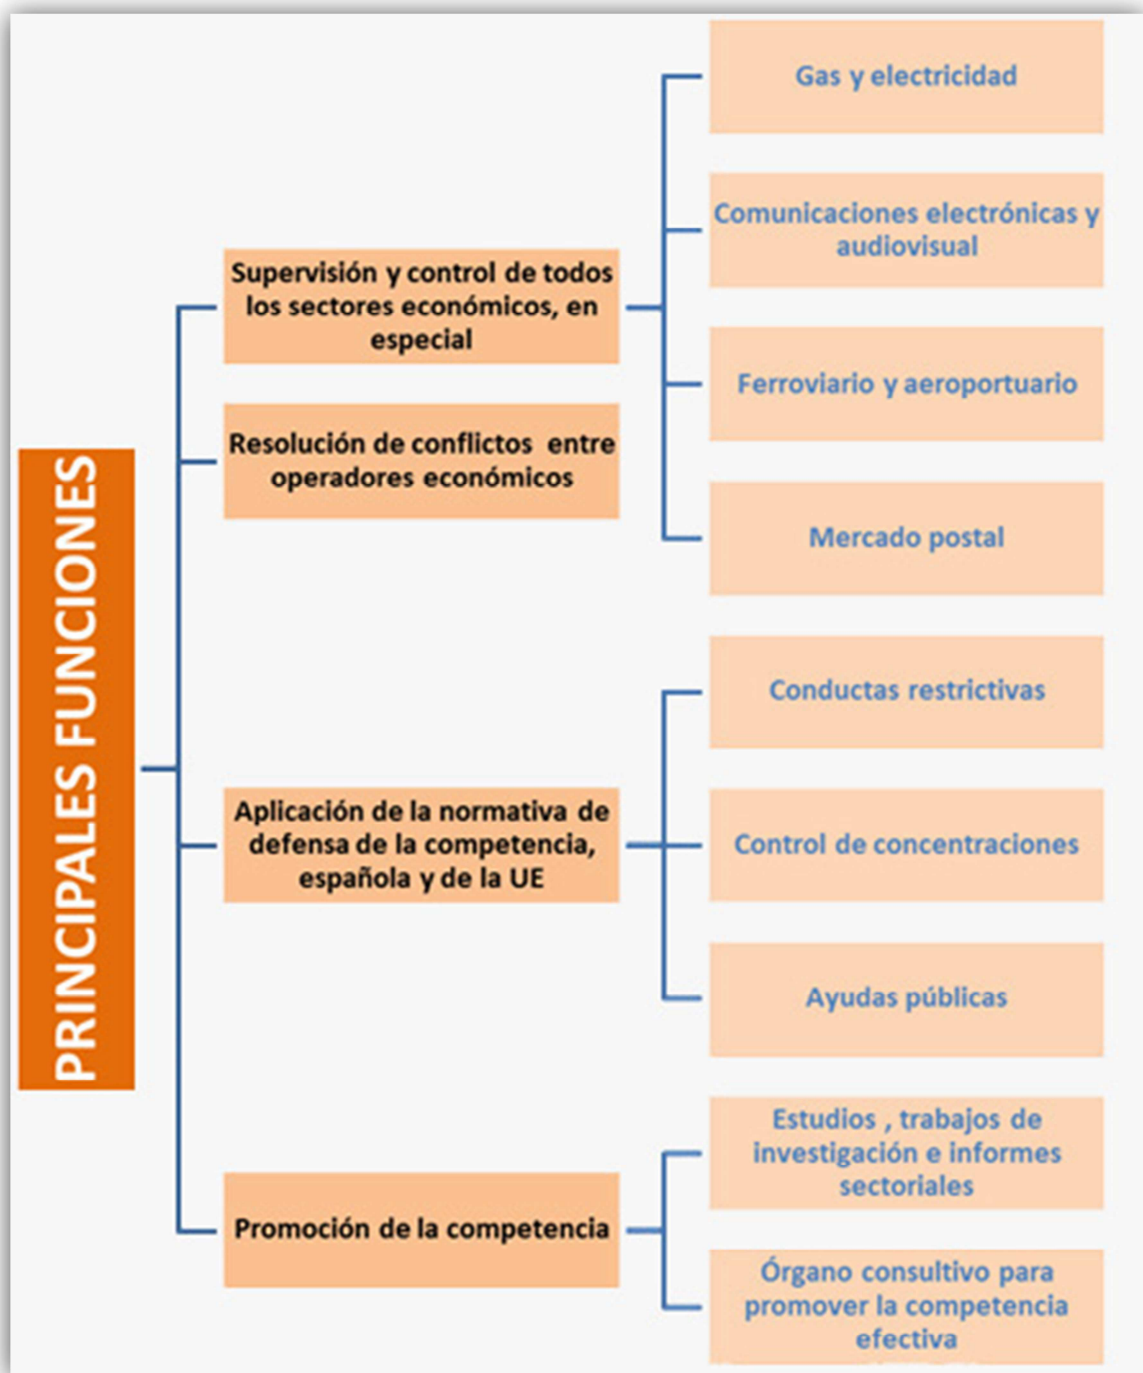 PRINCIPALES FUNCIONES
Supervisión y control de todos
los sectores económicos, en
especial
Gas y electricidad
Comunicaciones electrónicas y
audiovisual
Ferroviario y aeroportuario
Mercado postal
Resolución de conflictos entre
operadores económicos
Aplicación de la normativa de
defensa de la competencia,
española y de la UE
Conductas restrictivas
Control de concentraciones
Ayudas públicas
Promoción de la competencia
Estudios , trabajos de
investigación e informes
sectoriales
Órgano consultivo para
promover la competencia
efectiva